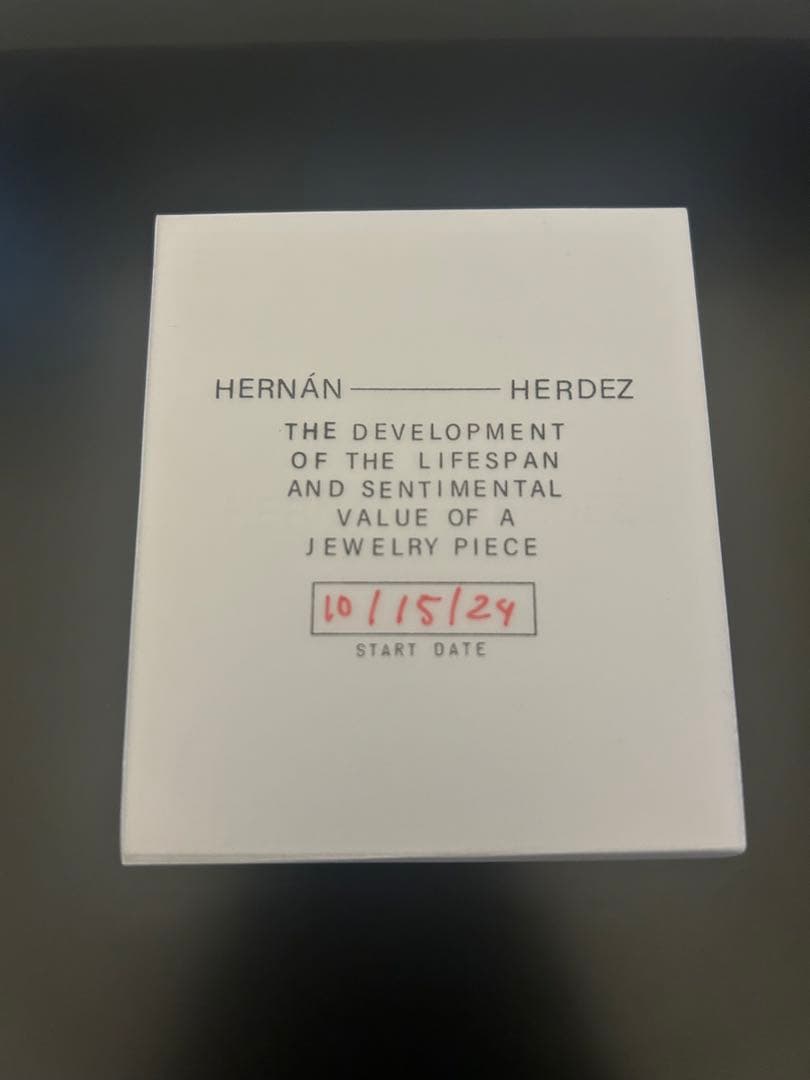 HERNÁN HERDEZ
THE DEVELOPMENT
OF THE LIFESPAN
AND SENTIMENTAL
VALUE OF A
JEWELRY PIECE
10/15/24
START DATE